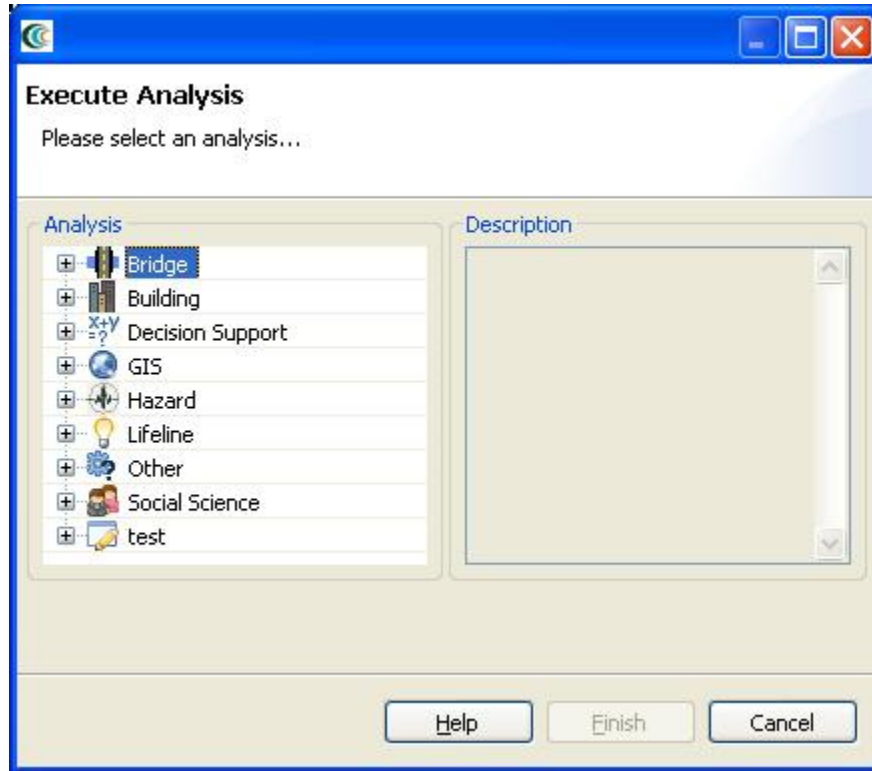 Execute Analysis
Please select an analysis...
Analysis
Bridge
Building
X+Y
=?
Decision Support
GIS
Hazard
Lifeline
Other
Social Science
test
Description
Help
Finish
Cancel